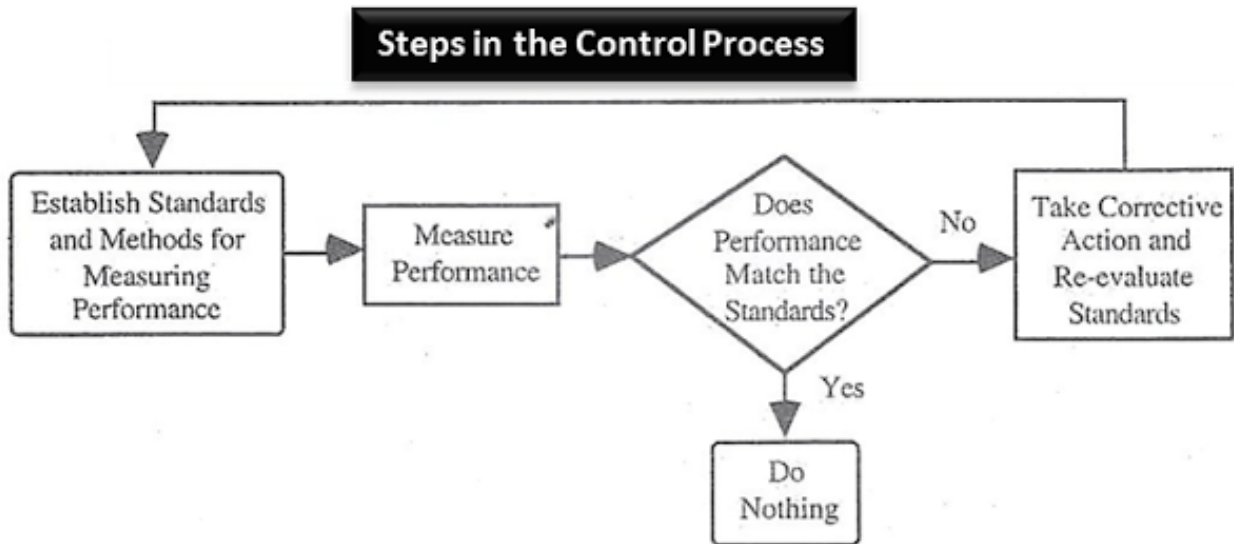 Steps in the Control Process
Establish Standards
and Methods for
Measuring
Performance
Measure
Performance
Does
Performance
Match the
Standards?
No
Take Corrective
Action and
Re-evaluate
Standards
Yes
Do
Nothing